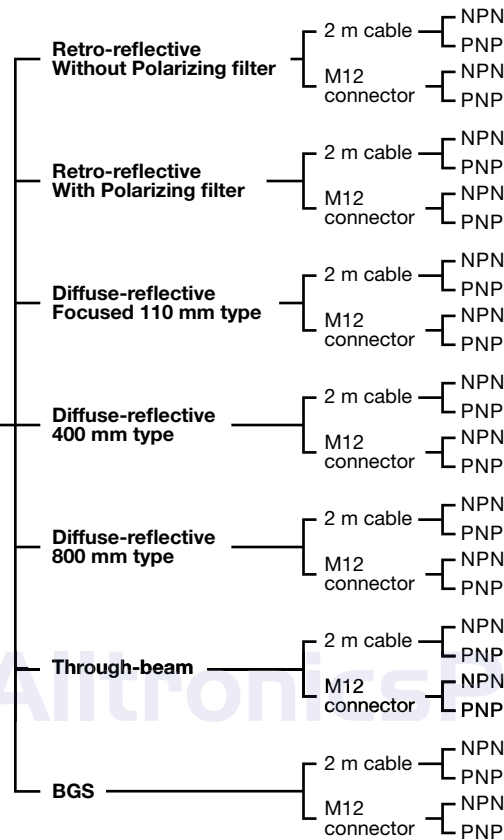 Retro-reflective
Without Polarizing filter
2 m cable
NPN
PNP
M12
connector
NPN
PNP
Retro-reflective
With Polarizing filter
2 m cable
NPN
PNP
M12
connector
NPN
PNP
Diffuse-reflective
Focused 110 mm type
2 m cable
NPN
PNP
M12
connector
NPN
PNP
Diffuse-reflective
400 mm type
2 m cable
NPN
PNP
M12
connector
NPN
PNP
Diffuse-reflective
800 mm type
2 m cable
NPN
PNP
M12
connector
NPN
PNP
Through-beam
2 m cable
NPN
PNP
M12
connector
NPN
PNP
AlltronicsP
BGS
2 m cable
NPN
PNP
M12
connector
NPN
PNP